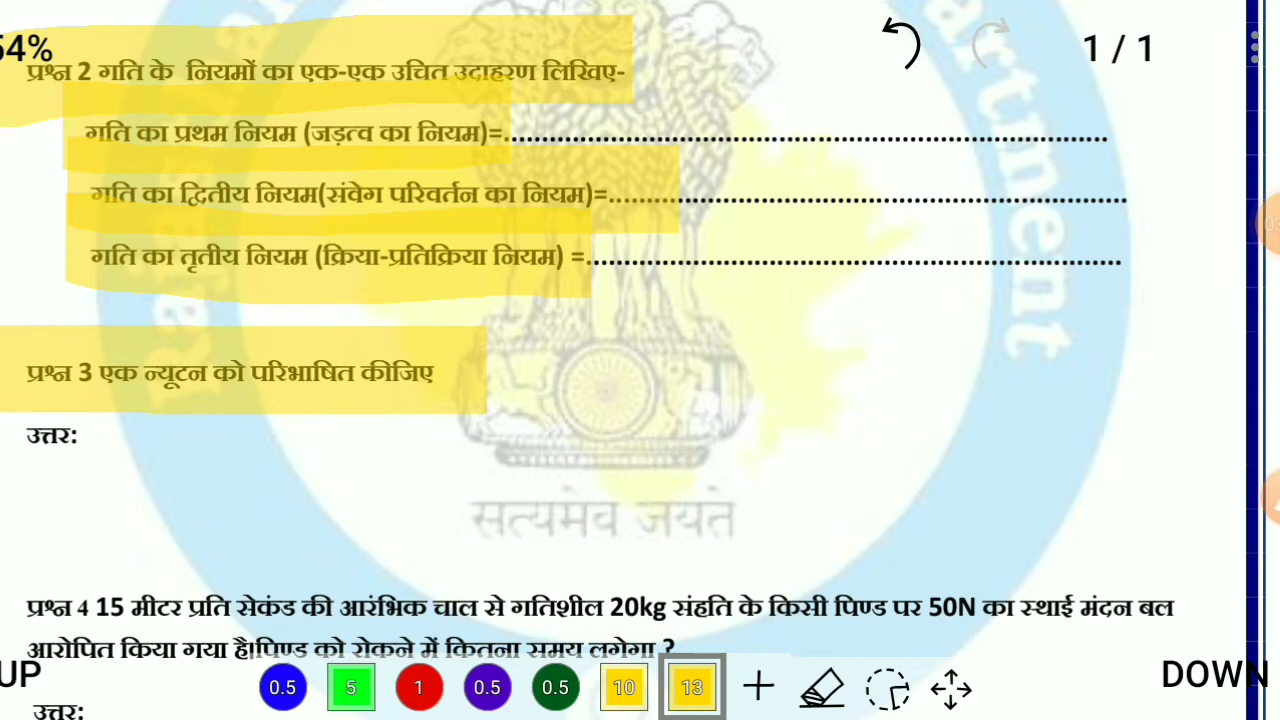 54%
1 / 1
प्रश्न 2 गति के नियमों का एक-एक उचित उदाहरण लिखिए-
गति का प्रथम नियम (जड़त्व का नियम)=......................................................................
गति का द्वितीय नियम(संवेग परिवर्तन का नियम)=.............................................................
गति का तृतीय नियम (क्रिया-प्रतिक्रिया नियम) =..............................................................
प्रश्न 3 एक न्यूटन को परिभाषित कीजिए
उत्तर:
सत्यमेव जयते
प्रश्न 4 15 मीटर प्रति सेकंड की आरंभिक चाल से गतिशील 20kg संहति के किसी पिण्ड पर 50N का स्थाई मंदन बल
आरोपित किया गया है।पिण्ड को रोकने में कितना समय लगेगा ?
UP
0.5 5 1 0.5 0.5 10 13
DOWN
उत्तर: